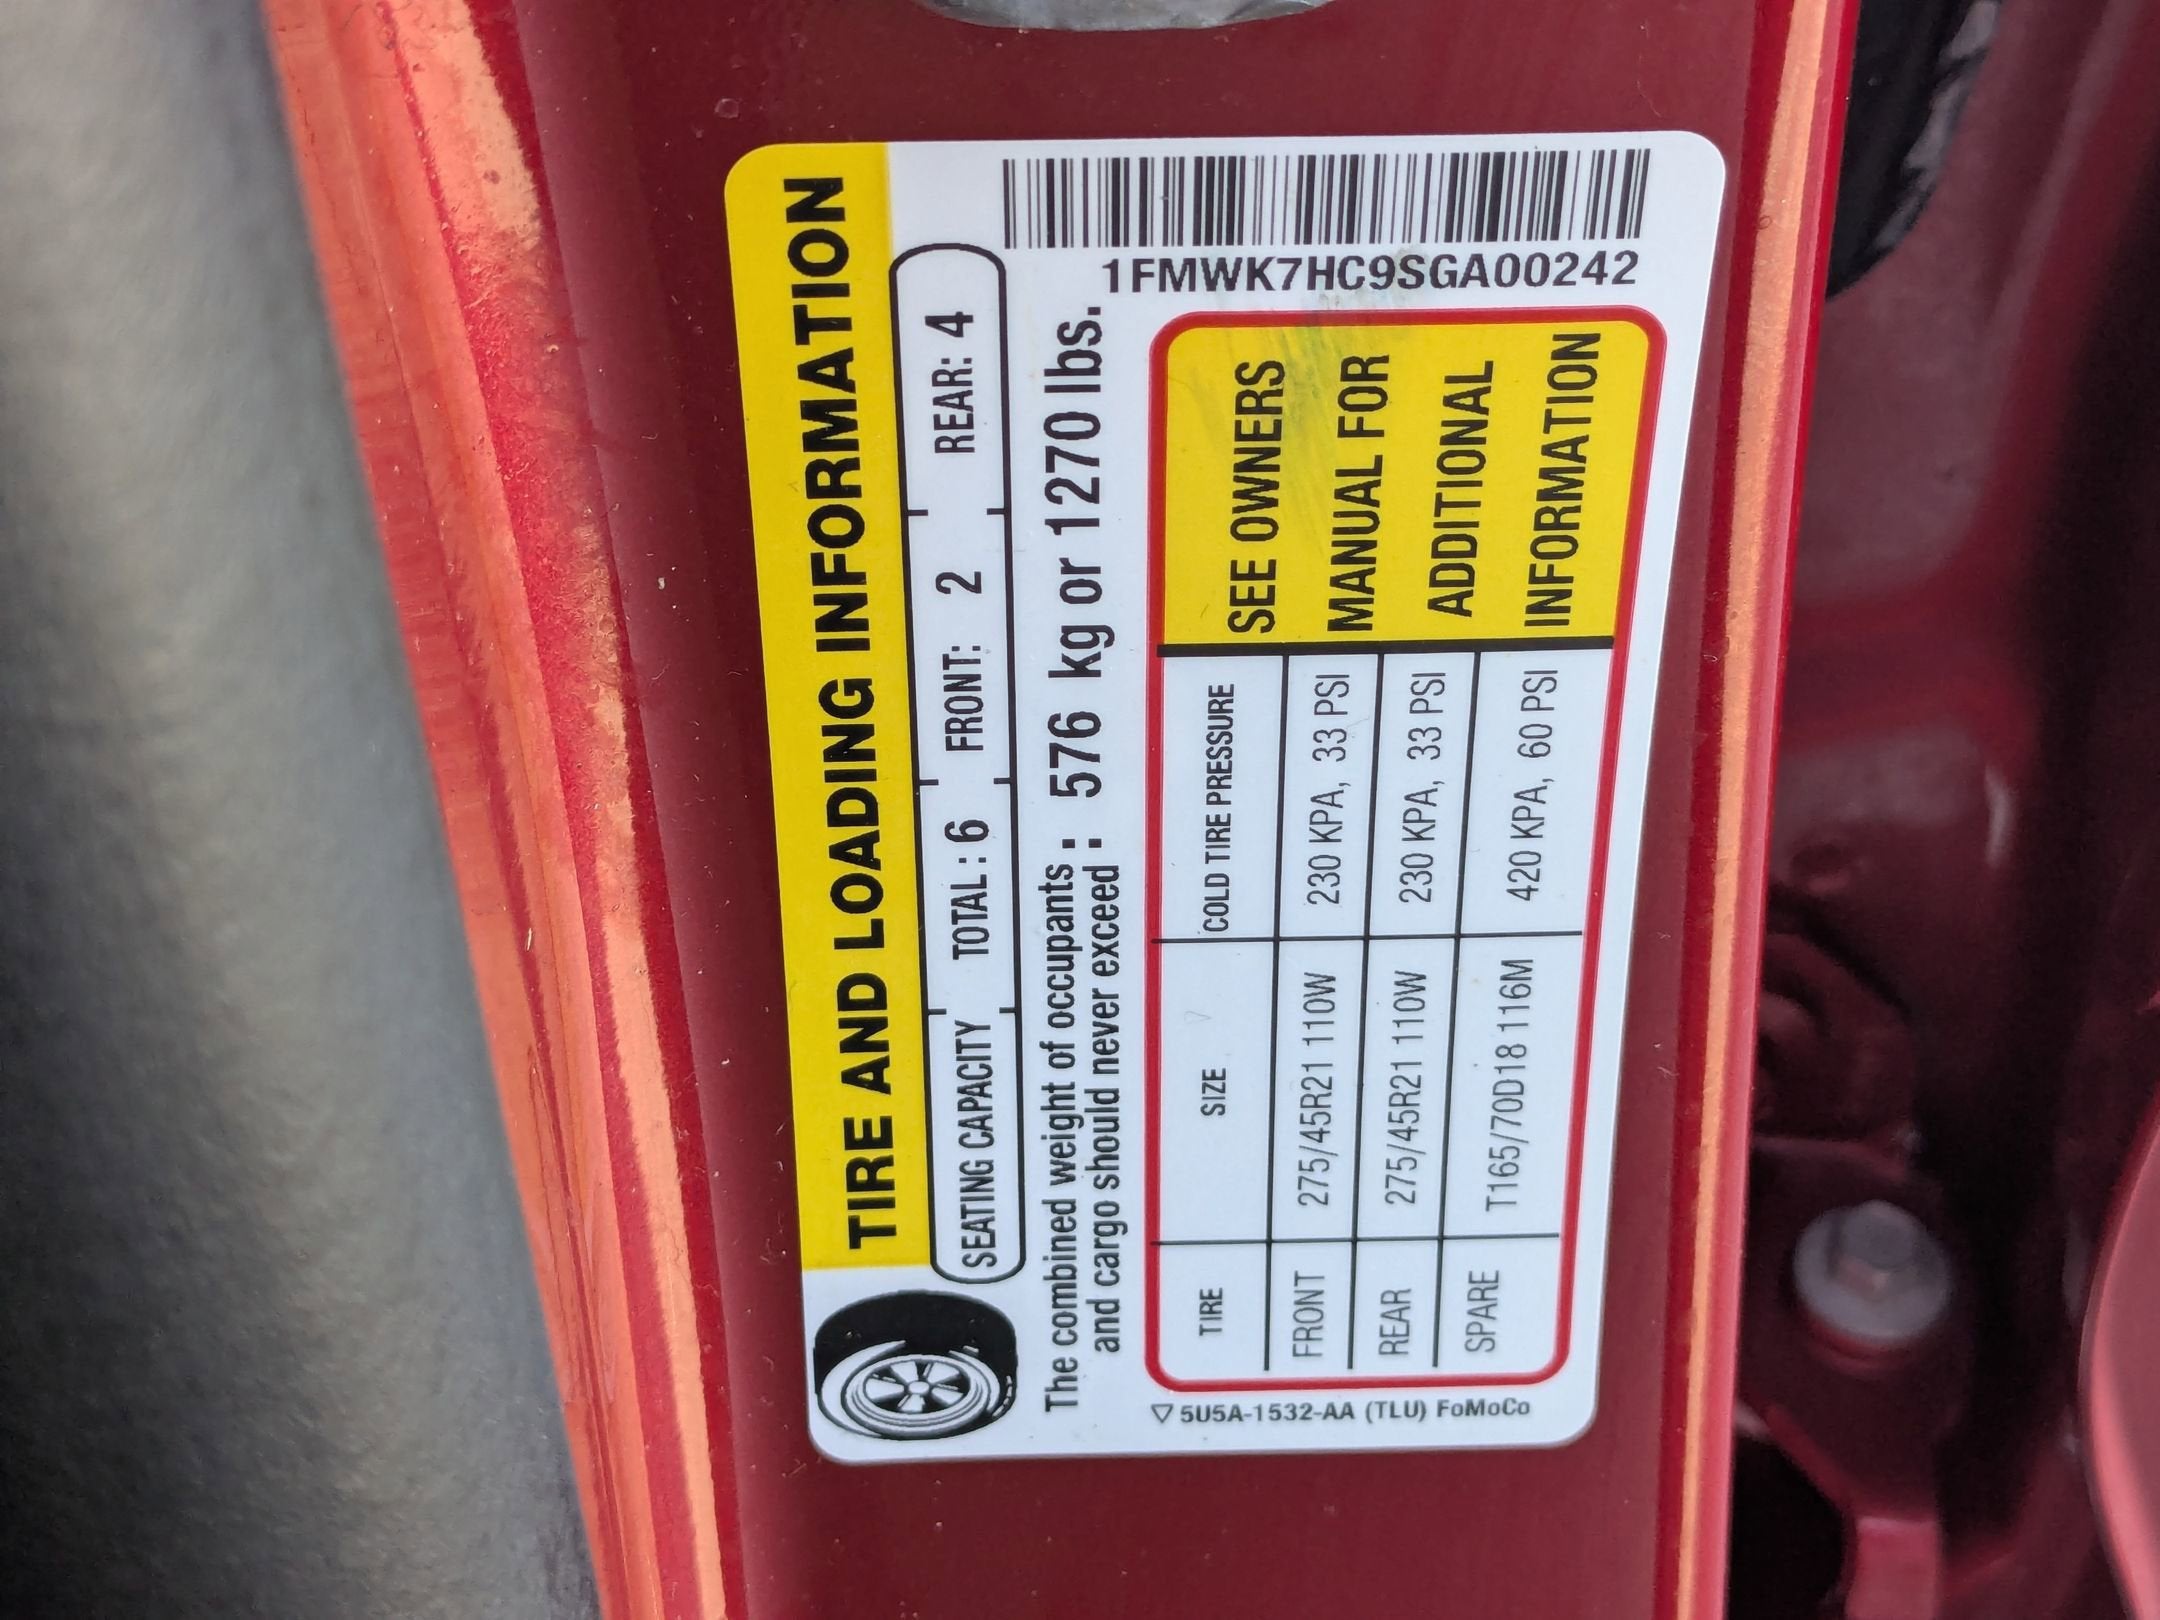 TIRE AND LOADING INFORMATION
SEATING CAPACITY TOTAL : 6 FRONT: 2 REAR: 4
The combined weight of occupants
and cargo should never exceed : 576 kg or 1270 lbs.
1FMWK7HC9SGA00242
TIRE SIZE COLD TIRE PRESSURE
FRONT 275/45R21 110W 230 KPA, 33 PSI
REAR 275/45R21 110W 230 KPA, 33 PSI
SPARE T165/70D18 116M 420 KPA, 60 PSI
SEE OWNERS
MANUAL FOR
ADDITIONAL
INFORMATION
5U5A-1532-AA (TLU) FoMoCo